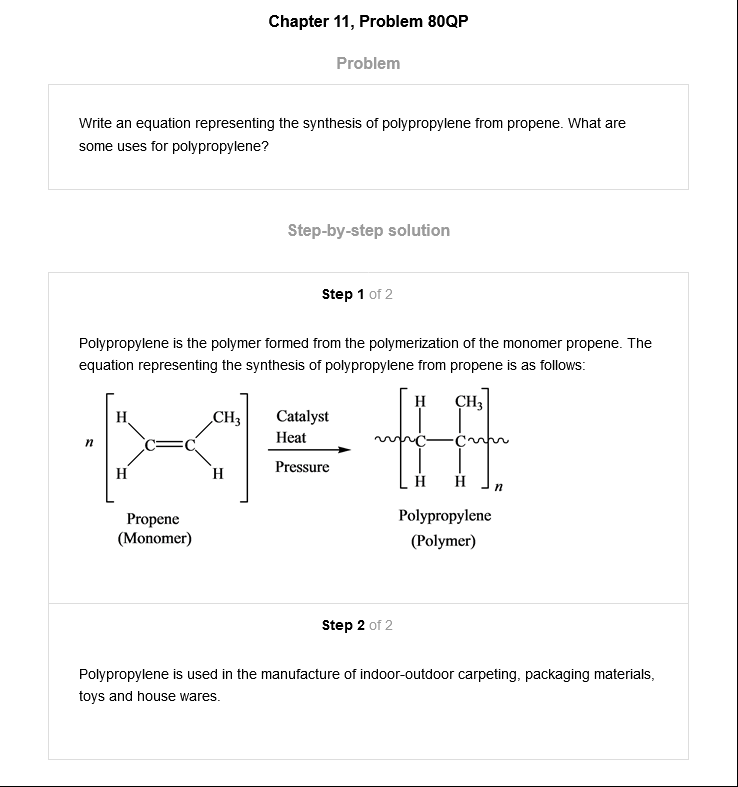 Chapter 11, Problem 80QP
Problem
Write an equation representing the synthesis of polypropylene from propene. What are
some uses for polypropylene?
Step-by-step solution
Step 1 of 2
Polypropylene is the polymer formed from the polymerization of the monomer propene. The
equation representing the synthesis of polypropylene from propene is as follows:
H CH3 Catalyst H CH3
n C=C Heat C—C
H H Pressure H H n
Propene Polypropylene
(Monomer) (Polymer)
Step 2 of 2
Polypropylene is used in the manufacture of indoor-outdoor carpeting, packaging materials,
toys and house wares.